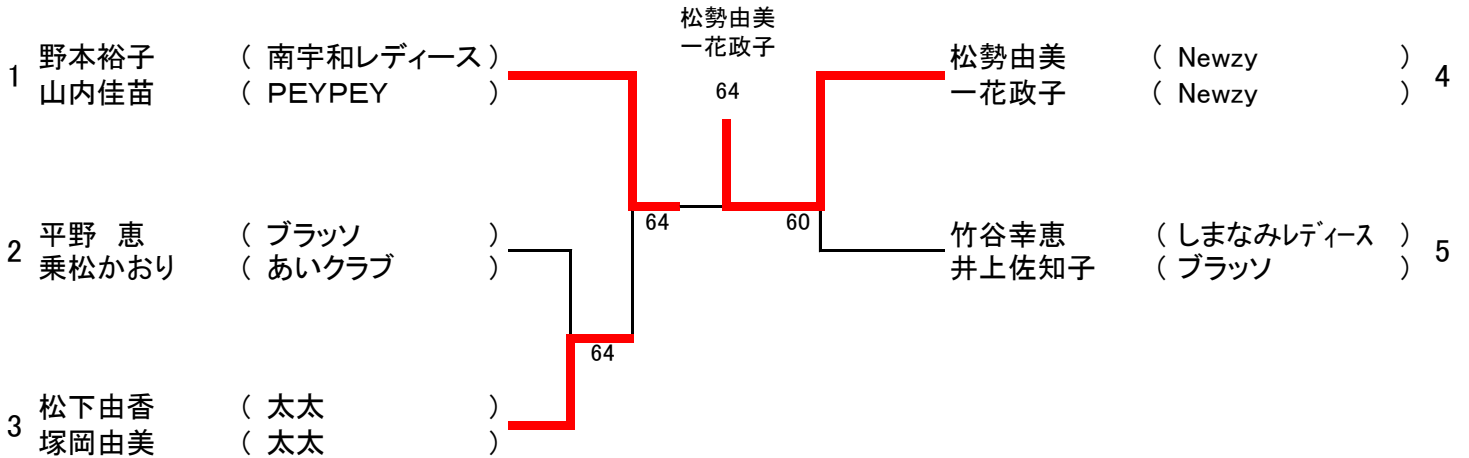 松勢由美
一花政子
64
1 野本裕子 ( 南宇和レディース )
山内佳苗 ( PEYPEY )
2 平野 恵 ( ブラッソ )
乗松かおり ( あいクラブ )
3 松下由香 ( 太太 )
塚岡由美 ( 太太 )
64
64
60
松勢由美 ( Newzy ) 4
一花政子 ( Newzy )
竹谷幸恵 ( しまなみレディース ) 5
井上佐知子 ( ブラッソ )